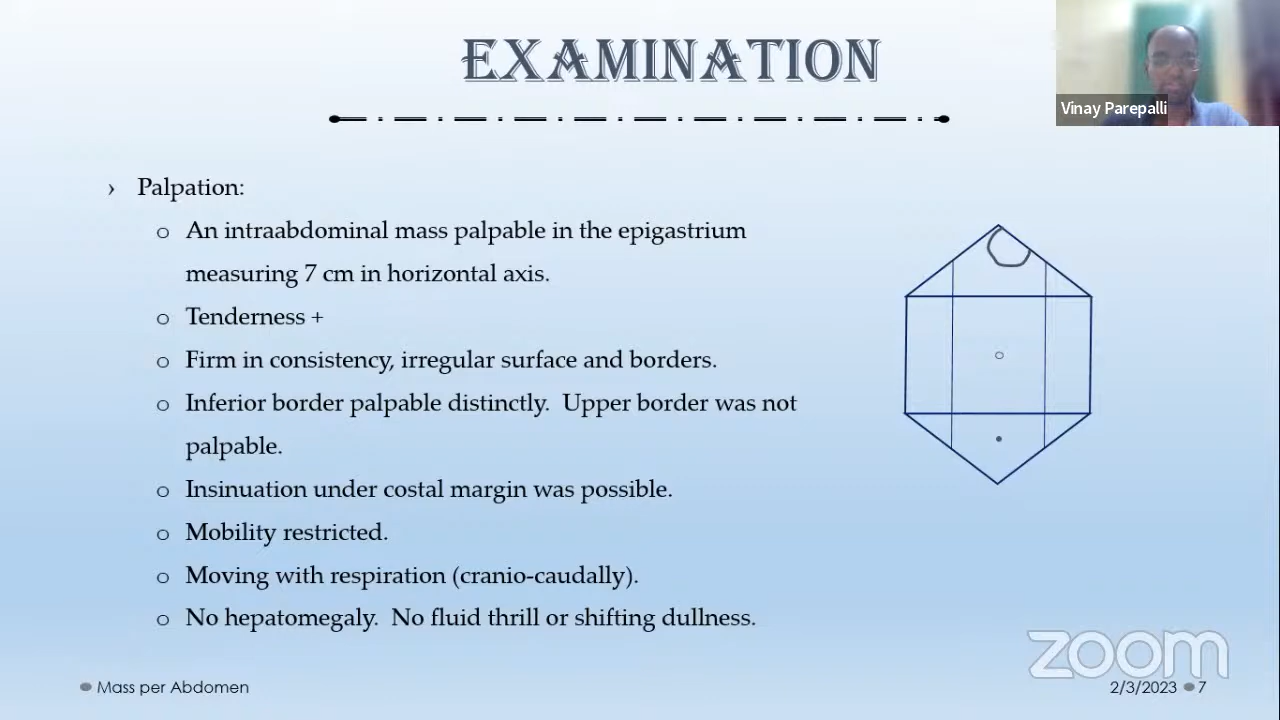 EXAMINATION
Vinay Parepalli
› Palpation:
o An intraabdominal mass palpable in the epigastrium
measuring 7 cm in horizontal axis.
o Tenderness +
o Firm in consistency, irregular surface and borders.
o Inferior border palpable distinctly. Upper border was not
palpable.
o Insinuation under costal margin was possible.
o Mobility restricted.
o Moving with respiration (cranio-caudally).
o No hepatomegaly. No fluid thrill or shifting dullness.
zoom
Mass per Abdomen
2/3/2023 7